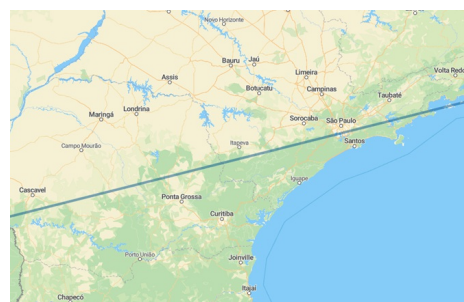 Novo Horizonte
Bauru
Jaú
Assis
Limeira
Volta Redo
Botucatu
Campinas
Taubaté
Londrina
Maringá
Sorocaba
São Paulo
Campo Mourão
Itapeva
Santos
Iguape
Cascavel
Ponta Grossa
Curitiba
Porto União
Joinville
Itajaí
Chapecó